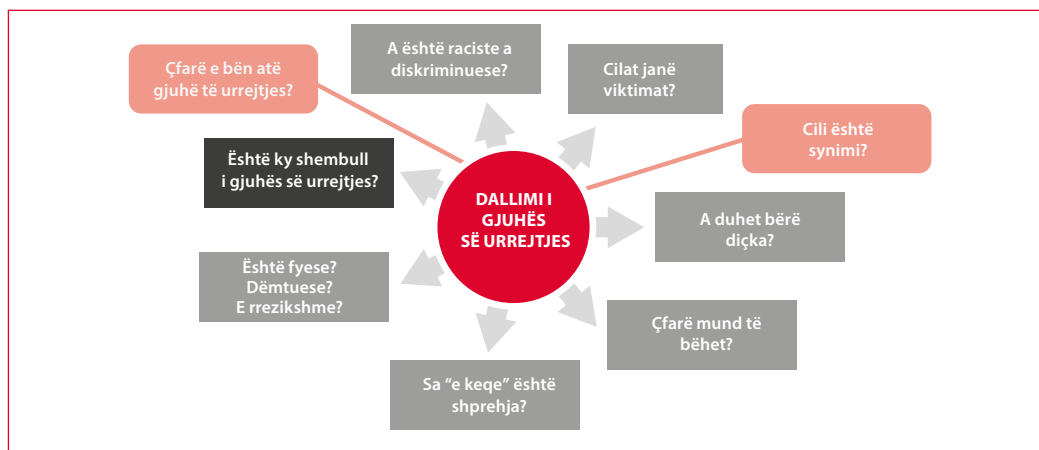 Çfarë e bën atë
gjuhë të urrejtjes?
A është raciste a
diskriminuese?
Cilat janë
viktimat?
Cili është
synimi?
Është ky shembull
i gjuhës së urrejtjes?
DALLIMI I
GJUHËS
SË URREJTJES
A duhet bërë
diçka?
Është fyese?
Dëmtuese?
E rrezikshme?
Çfarë mund të
bëhet?
Sa “e keqe” është
shprehja?